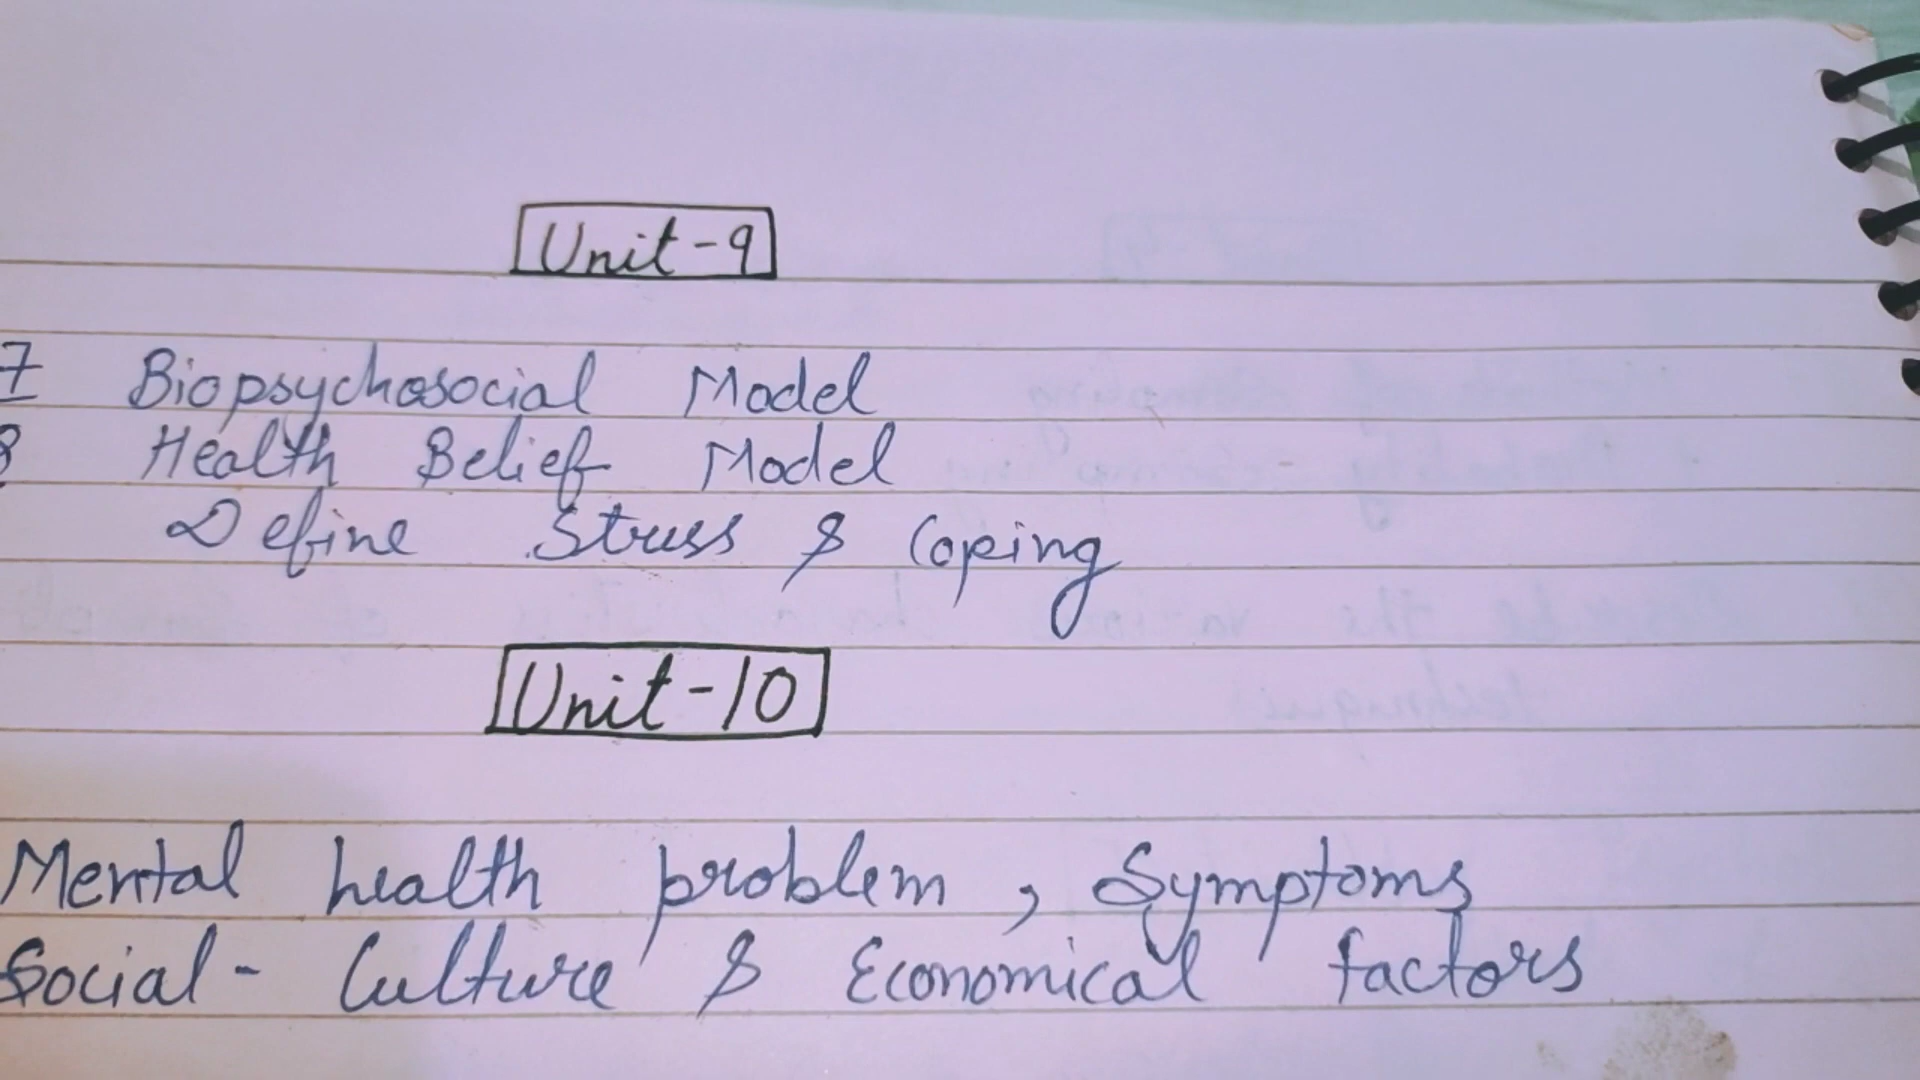 Unit-9
7 Biopsychosocial Model
8 Health Belief Model
Define Stress & Coping
Unit-10
Mental health problem, Symptoms
Social-Culture & Economical factors